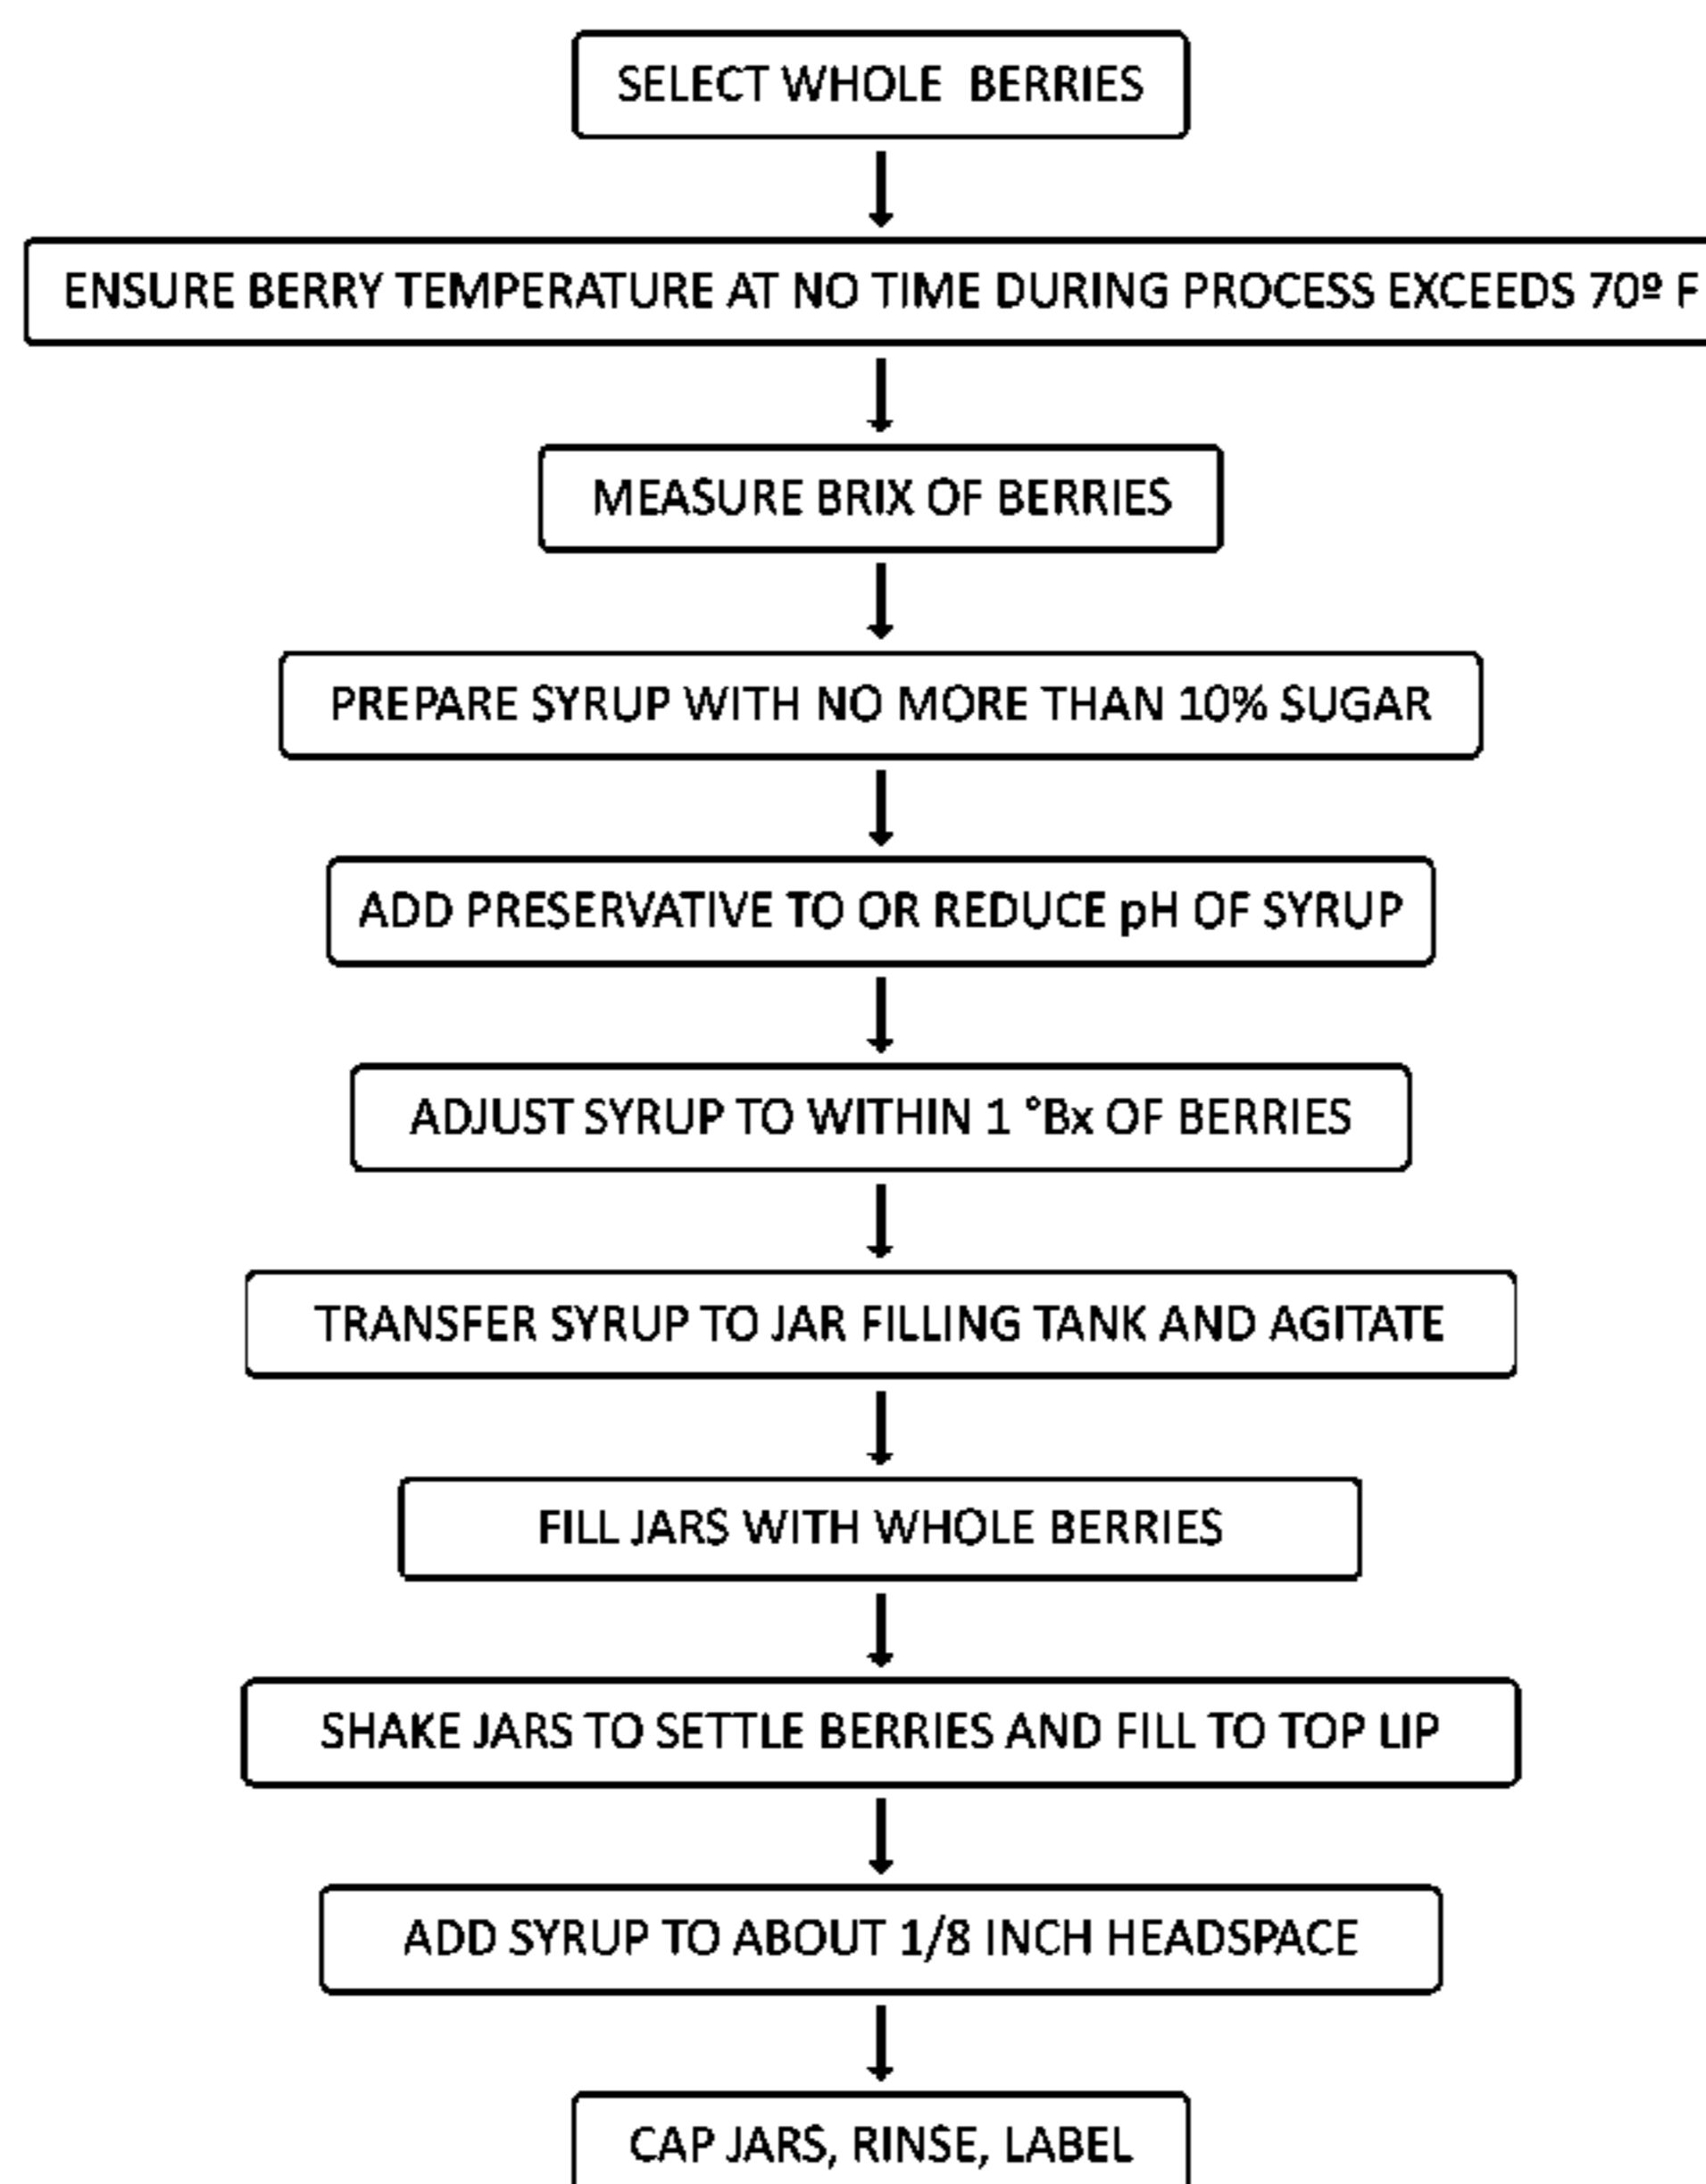 SELECT WHOLE BERRIES
ENSURE BERRY TEMPERATURE AT NO TIME DURING PROCESS EXCEEDS 70º F
MEASURE BRIX OF BERRIES
PREPARE SYRUP WITH NO MORE THAN 10% SUGAR
ADD PRESERVATIVE TO OR REDUCE pH OF SYRUP
ADJUST SYRUP TO WITHIN 1 °Bx OF BERRIES
TRANSFER SYRUP TO JAR FILLING TANK AND AGITATE
FILL JARS WITH WHOLE BERRIES
SHAKE JARS TO SETTLE BERRIES AND FILL TO TOP LIP
ADD SYRUP TO ABOUT 1/8 INCH HEADSPACE
CAP JARS, RINSE, LABEL